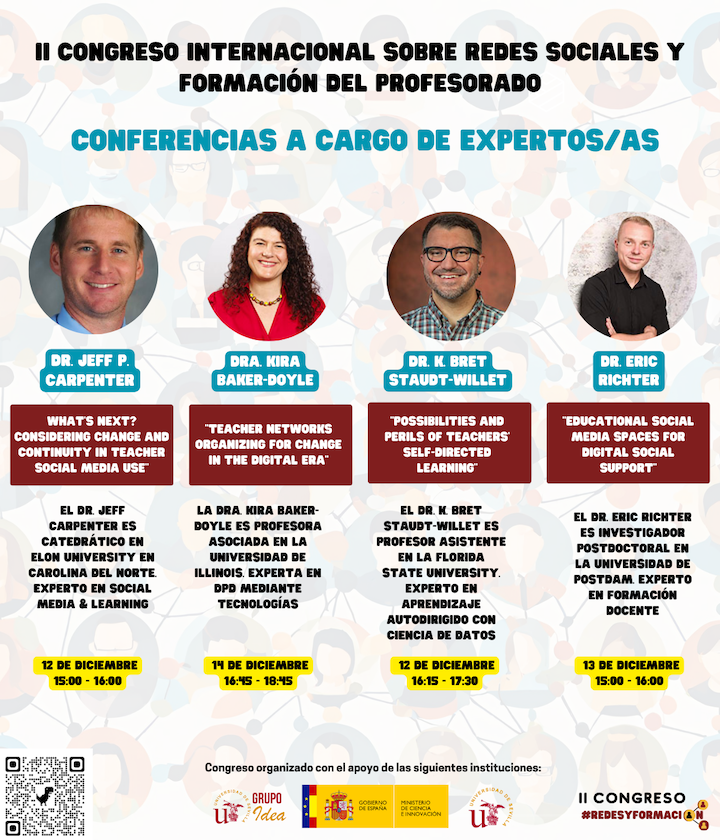 II CONGRESO INTERNACIONAL SOBRE REDES SOCIALES Y
FORMACIÓN DEL PROFESORADO
CONFERENCIAS A CARGO DE EXPERTOS/AS
DR. JEFF P.
CARPENTER
WHAT'S NEXT?
CONSIDERING CHANGE AND
CONTINUITY IN TEACHER
SOCIAL MEDIA USE"
EL DR. JEFF
CARPENTER ES
CATEDRÁTICO EN
ELON UNIVERSITY EN
CAROLINA DEL NORTE.
EXPERTO EN SOCIAL
MEDIA & LEARNING
12 DE DICIEMBRE
15:00 - 16:00
DRA. KIRA
BAKER-DOYLE
"TEACHER NETWORKS
ORGANIZING FOR CHANGE
IN THE DIGITAL ERA"
LA DRA. KIRA BAKER-
DOYLE ES PROFESORA
ASOCIADA EN LA
UNIVERSIDAD DE
ILLINOIS. EXPERTA EN
DPD MEDIANTE
TECNOLOGÍAS
14 DE DICIEMBRE
16:45 - 18:45
DR. K. BRET
STAUDT-WILLET
"POSSIBILITIES AND
PERILS OF TEACHERS'
SELF-DIRECTED
LEARNING"
EL DR. K. BRET
STAUDT-WILLET ES
PROFESOR ASISTENTE
EN LA FLORIDA
STATE UNIVERSITY.
EXPERTO EN
APRENDIZAJE
AUTODIRIGIDO CON
CIENCIA DE DATOS
12 DE DICIEMBRE
16:15 - 17:30
DR. ERIC
RICHTER
"EDUCATIONAL SOCIAL
MEDIA SPACES FOR
DIGITAL SOCIAL
SUPPORT"
EL DR. ERIC RICHTER
ES INVESTIGADOR
POSTDOCTORAL EN
LA UNIVERSIDAD DE
POSTDAM. EXPERTO
EN FORMACIÓN
DOCENTE
13 DE DICIEMBRE
15:00 - 16:00
Congreso organizado con el apoyo de las siguientes instituciones:
GRUPO
Idea
GOBIERNO
DE ESPAÑA
MINISTERIO
DE CIENCIA
E INNOVACIÓN
UNIVERSIDAD DE SEVILLA
II CONGRESO
#REDESYFORMACIÓN